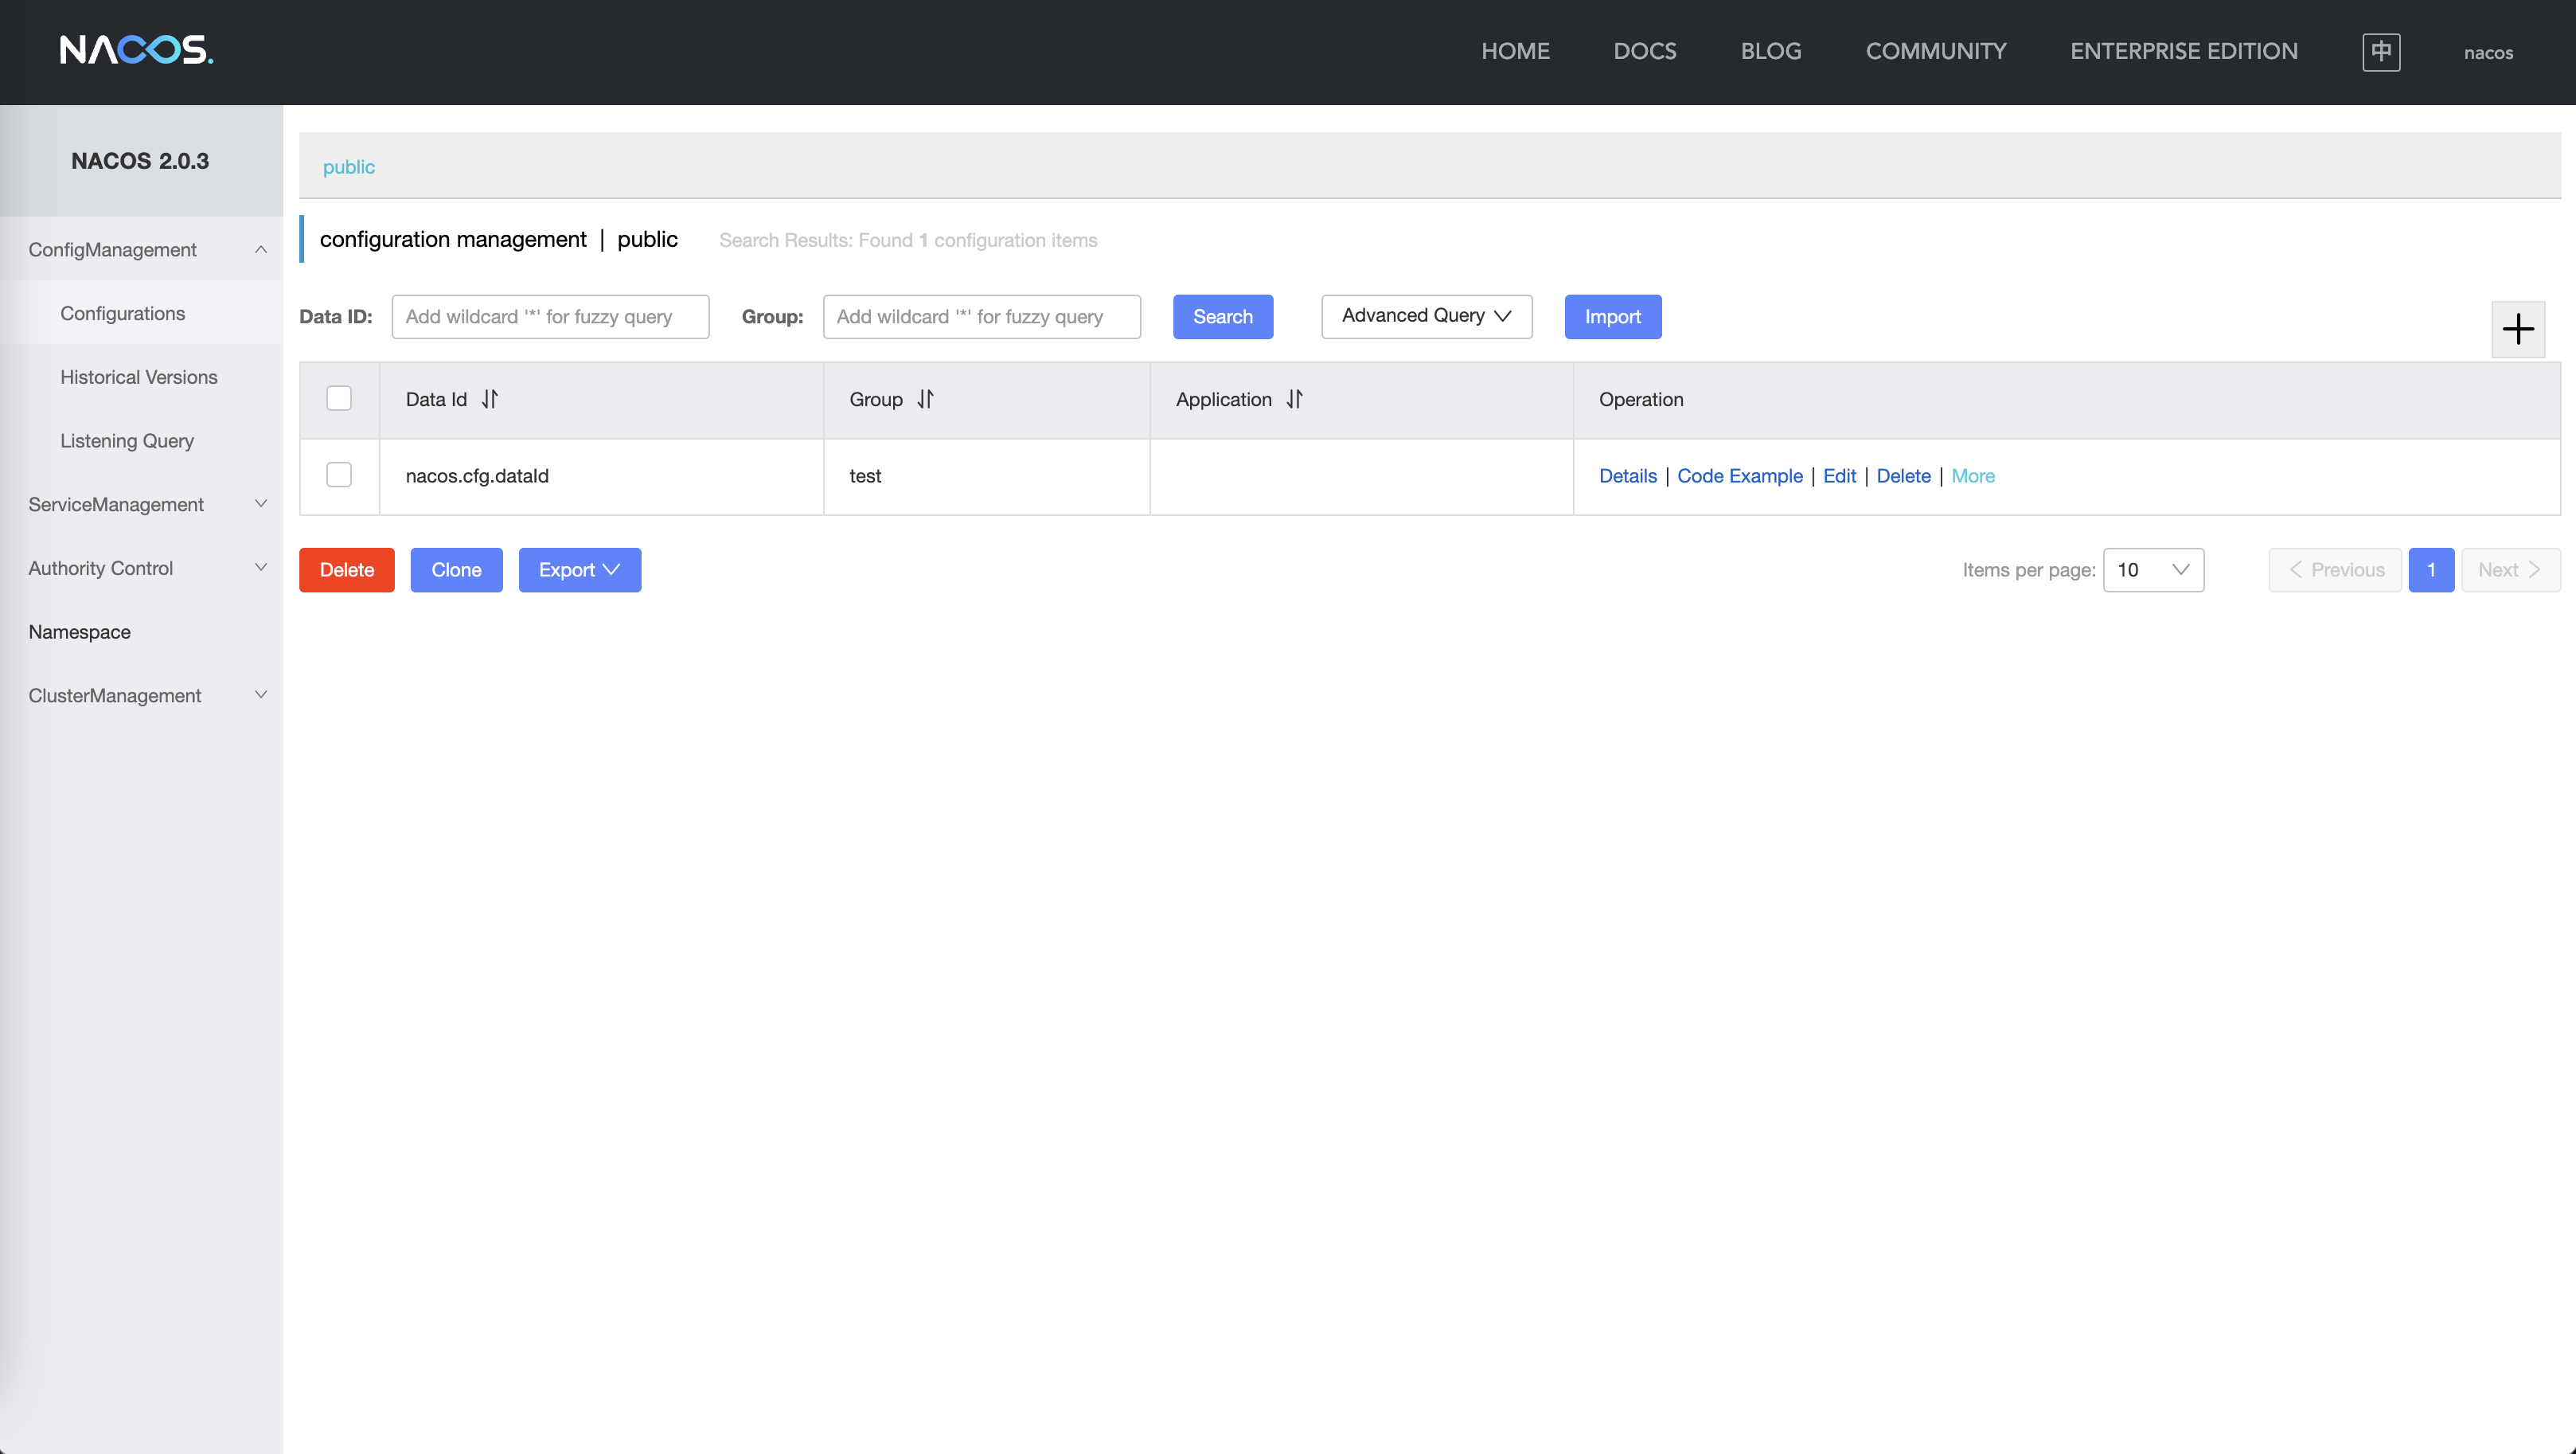 NACOS.
HOME DOCS BLOG COMMUNITY ENTERPRISE EDITION 中 nacos
NACOS 2.0.3
ConfigManagement
Configurations
Historical Versions
Listening Query
ServiceManagement
Authority Control
Namespace
ClusterManagement
public
configuration management | public Search Results: Found 1 configuration items
Data ID: Add wildcard '*' for fuzzy query Group: Add wildcard '*' for fuzzy query Search Advanced Query Import
Data Id Group Application Operation
nacos.cfg.dataId test Details | Code Example | Edit | Delete | More
Delete Clone Export Items per page: 10 Previous 1 Next